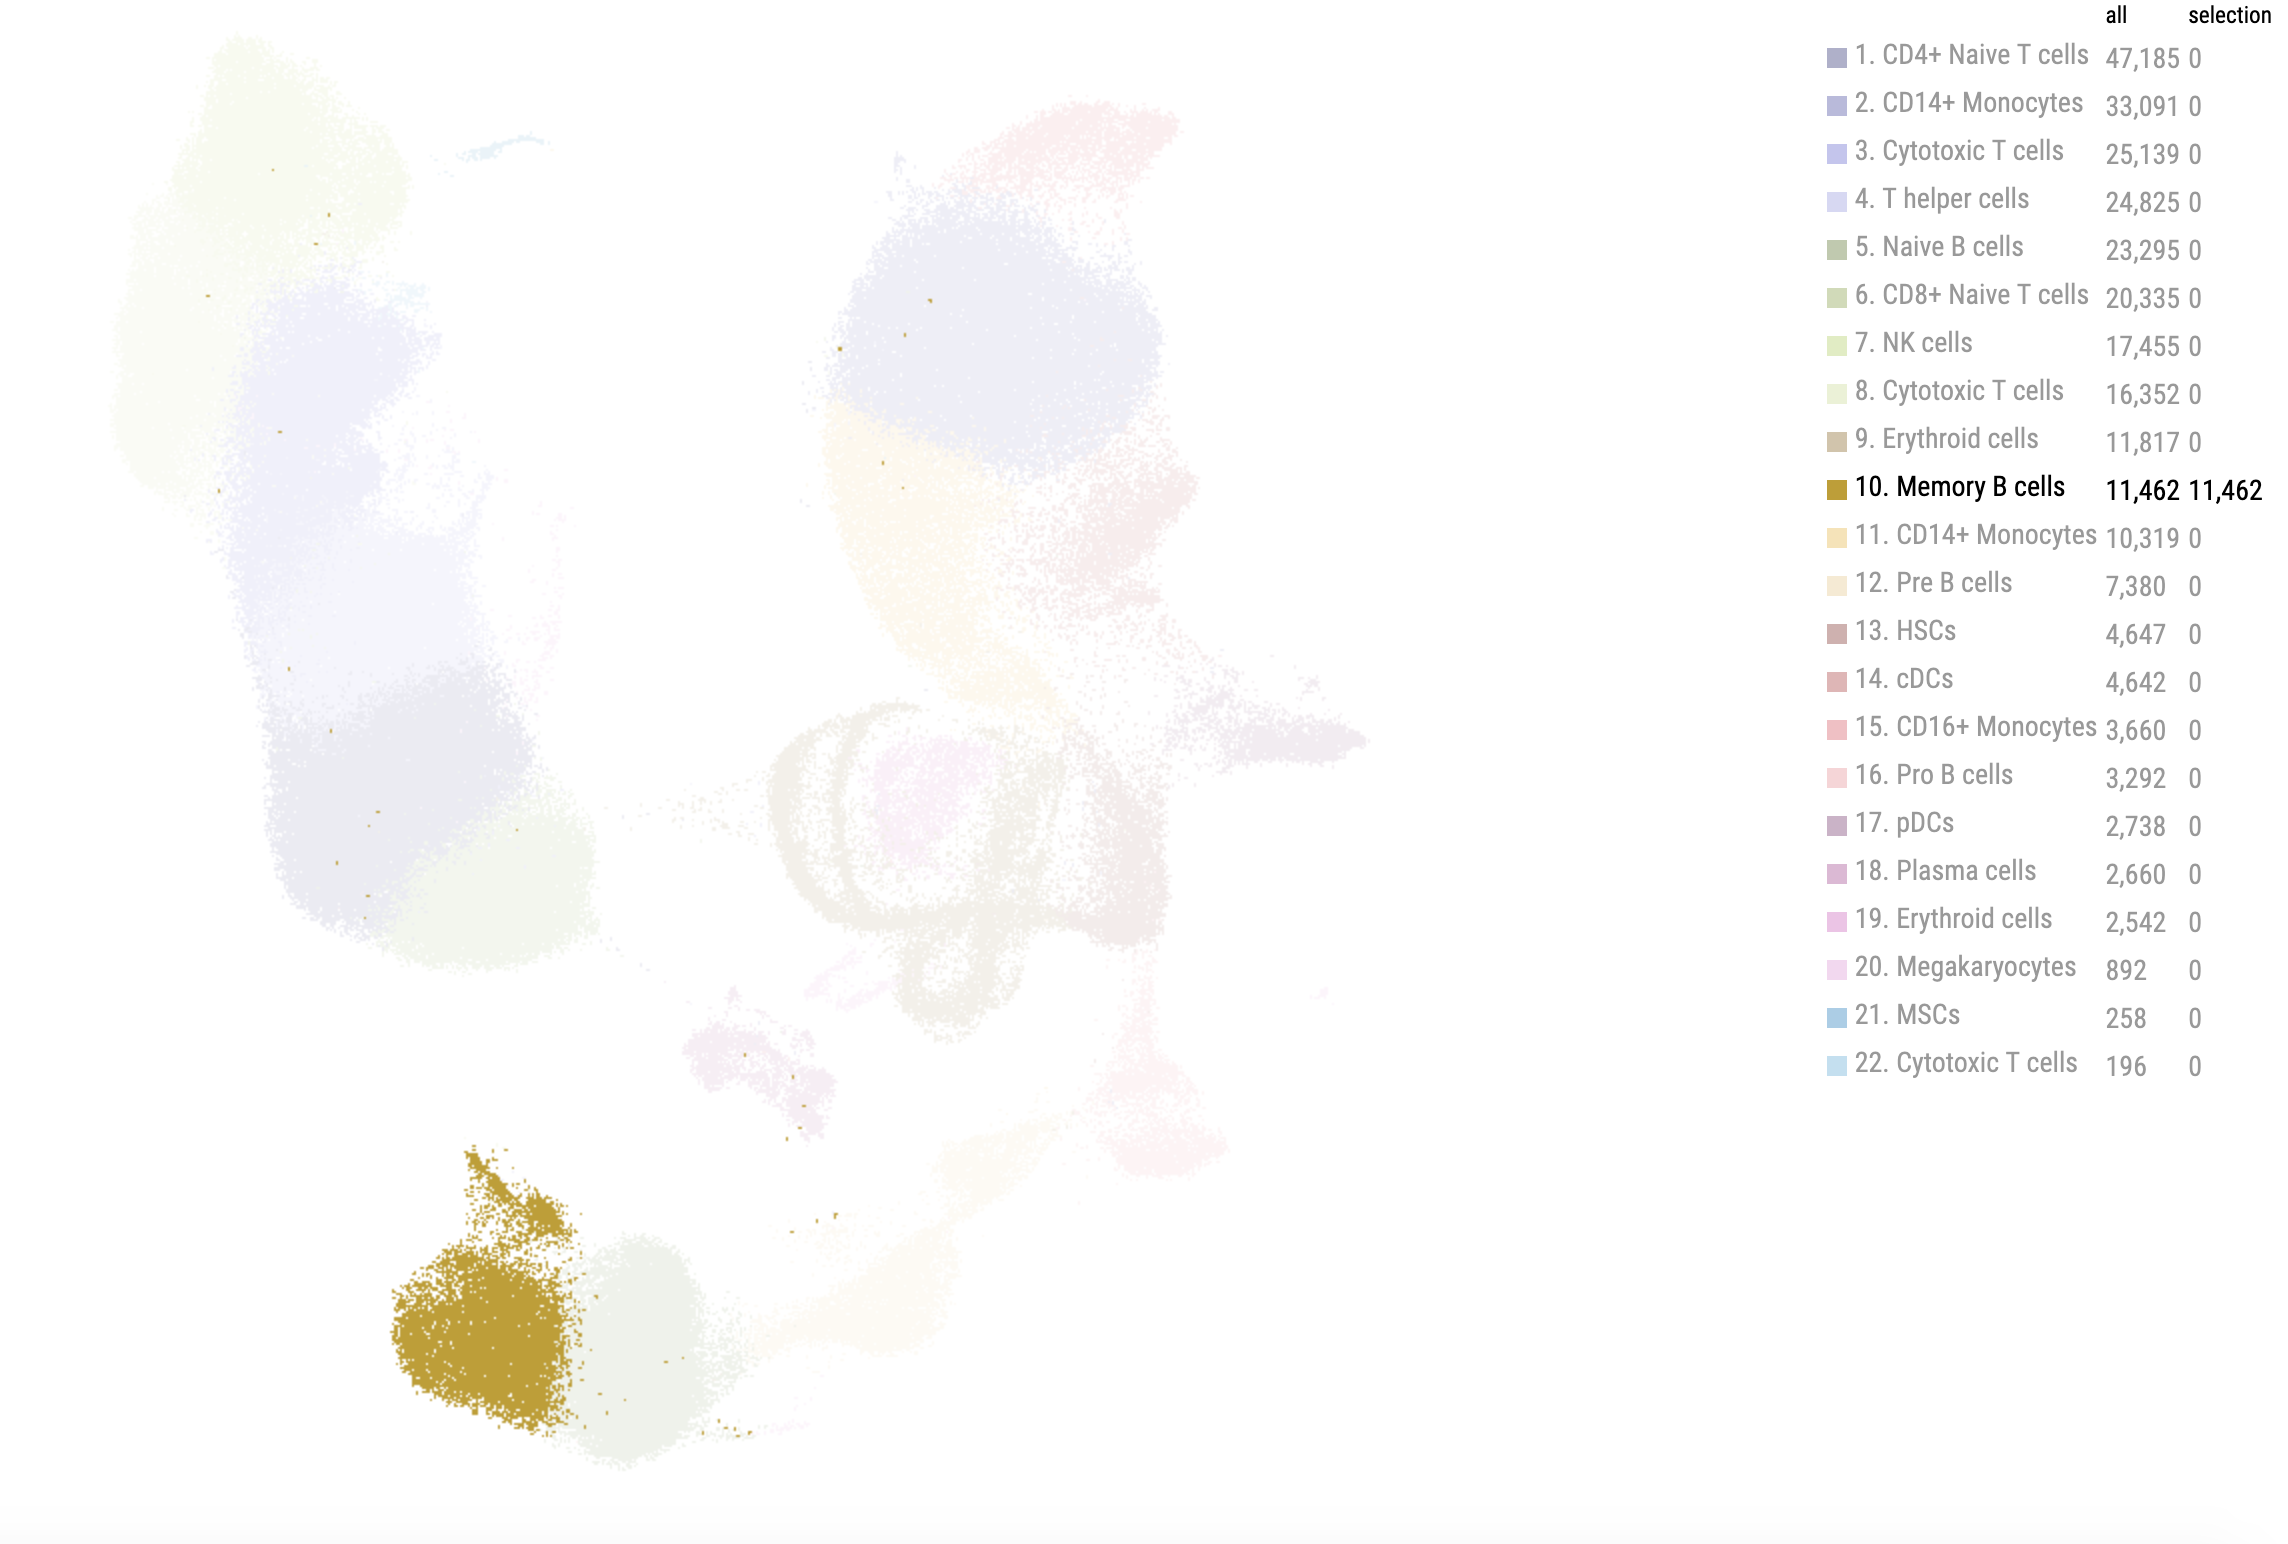 all selection
1. CD4+ Naive T cells 47,185 0
2. CD14+ Monocytes 33,091 0
3. Cytotoxic T cells 25,139 0
4. T helper cells 24,825 0
5. Naive B cells 23,295 0
6. CD8+ Naive T cells 20,335 0
7. NK cells 17,455 0
8. Cytotoxic T cells 16,352 0
9. Erythroid cells 11,817 0
10. Memory B cells 11,462 11,462
11. CD14+ Monocytes 10,319 0
12. Pre B cells 7,380 0
13. HSCs 4,647 0
14. cDCs 4,642 0
15. CD16+ Monocytes 3,660 0
16. Pro B cells 3,292 0
17. pDCs 2,738 0
18. Plasma cells 2,660 0
19. Erythroid cells 2,542 0
20. Megakaryocytes 892 0
21. MSCs 258 0
22. Cytotoxic T cells 196 0